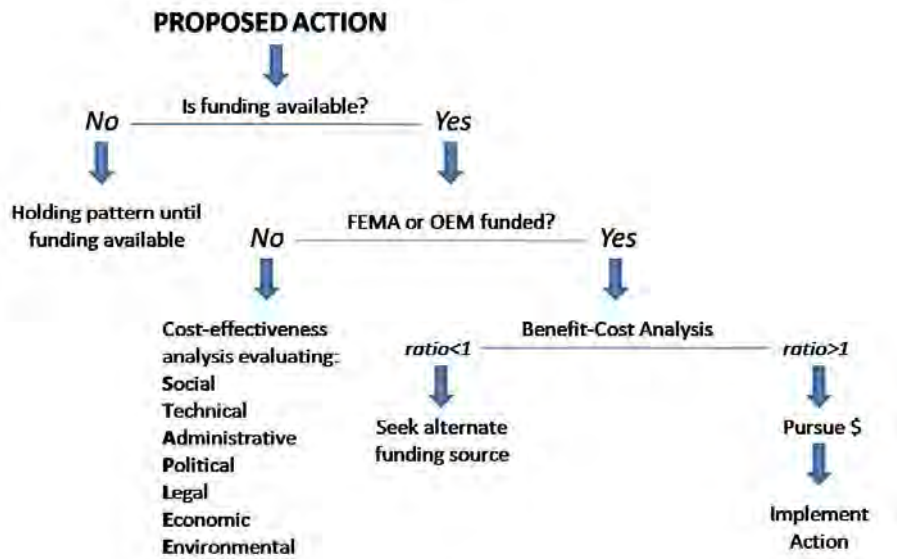 PROPOSED ACTION
Is funding available?
No
Yes
Holding pattern until
funding available
FEMA or OEM funded?
No
Yes
Cost-effectiveness
analysis evaluating:
Social
Technical
Administrative
Political
Legal
Economic
Environmental
Benefit-Cost Analysis
ratio<1
ratio>1
Seek alternate
funding source
Pursue $
Implement
Action